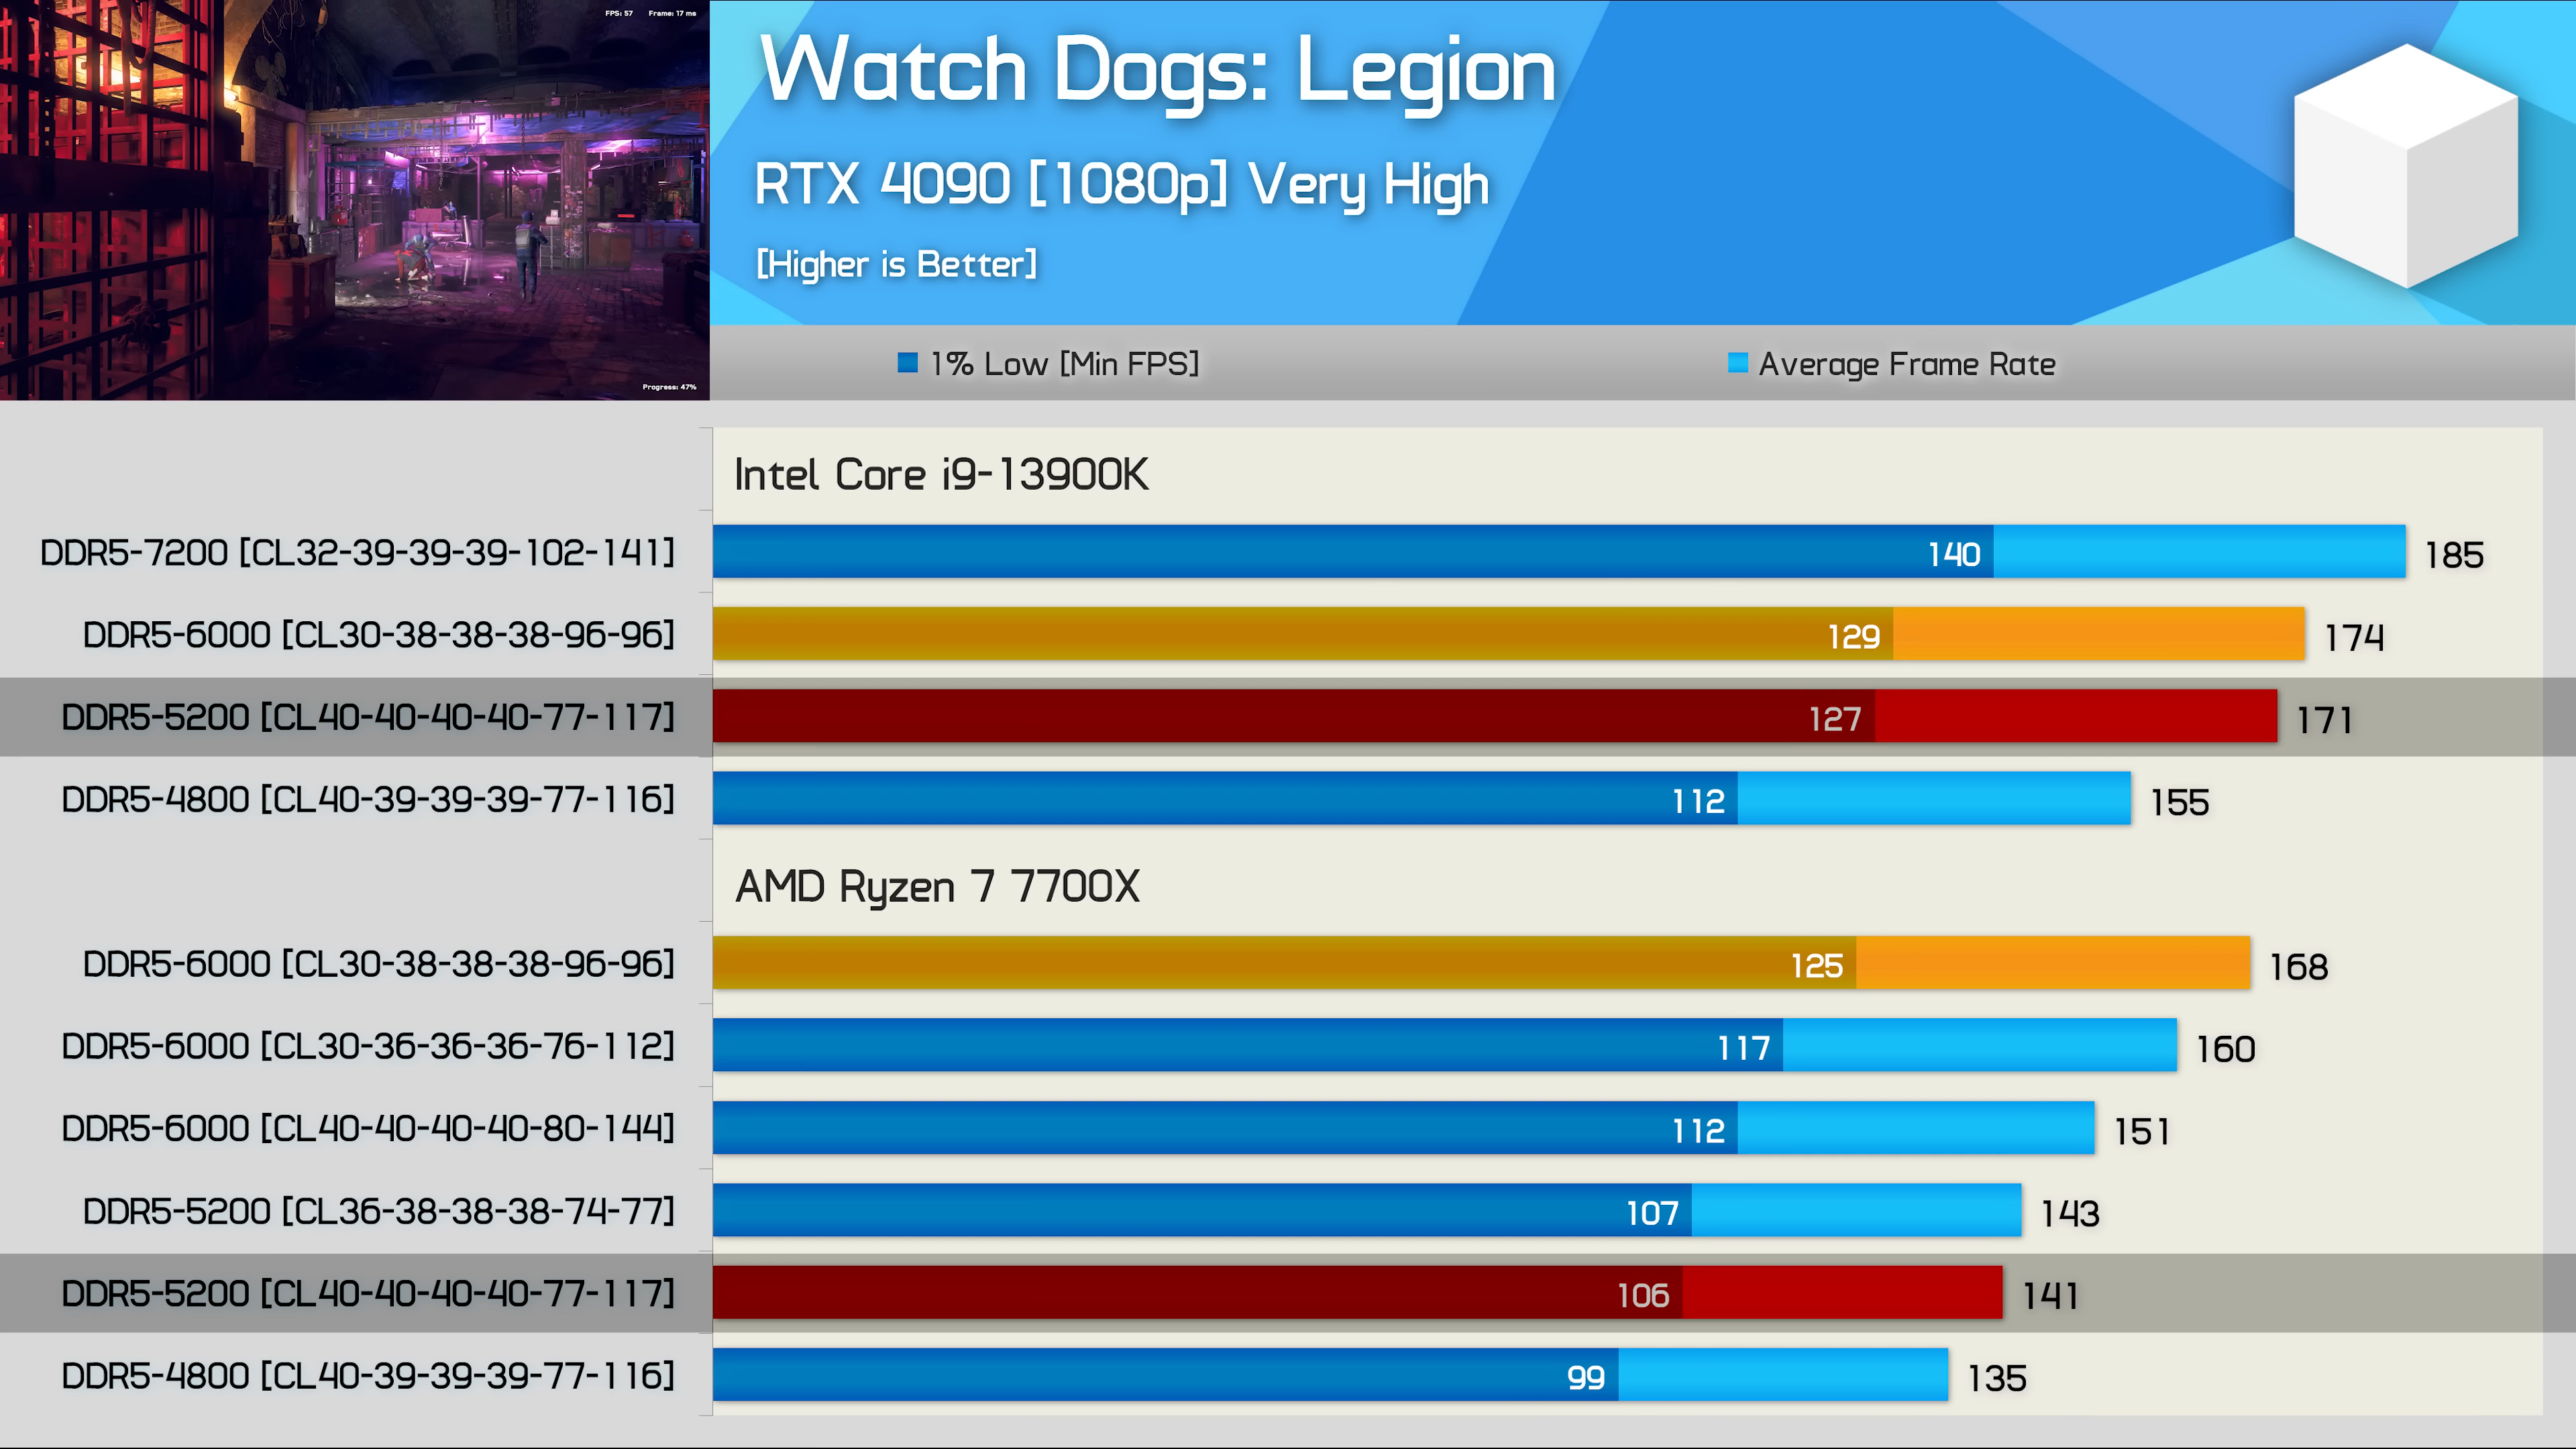 FPS: 57 Frame: 17 ms
Watch Dogs: Legion
RTX 4090 [1080p] Very High
[Higher is Better]
1% Low [Min FPS] Average Frame Rate
Progress: 47%
Intel Core i9-13900K
DDR5-7200 [CL32-39-39-39-102-141] 140 185
DDR5-6000 [CL30-38-38-38-96-96] 129 174
DDR5-5200 [CL40-40-40-40-77-117] 127 171
DDR5-4800 [CL40-39-39-39-77-116] 112 155
AMD Ryzen 7 7700X
DDR5-6000 [CL30-38-38-38-96-96] 125 168
DDR5-6000 [CL30-36-36-36-76-112] 117 160
DDR5-6000 [CL40-40-40-40-80-144] 112 151
DDR5-5200 [CL36-38-38-38-74-77] 107 143
DDR5-5200 [CL40-40-40-40-77-117] 106 141
DDR5-4800 [CL40-39-39-39-77-116] 99 135